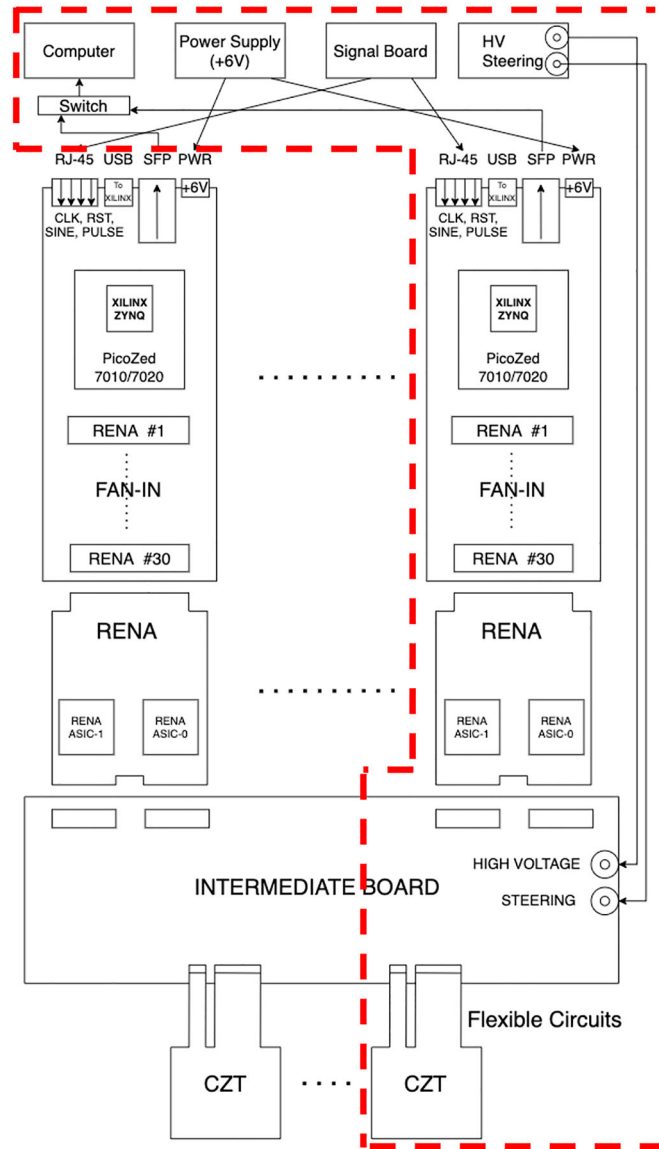 Computer
Power Supply
(+6V)
Signal Board
HV
Steering
Switch
RJ-45 USB SFP PWR
To
XILINX
+6V
CLK, RST,
SINE, PULSE
XILINX
ZYNQ
PicoZed
7010/7020
RENA #1
FAN-IN
RENA #30
RENA
RENA
ASIC-1
RENA
ASIC-0
RJ-45 USB SFP PWR
To
XILINX
+6V
CLK, RST,
SINE, PULSE
XILINX
ZYNQ
PicoZed
7010/7020
RENA #1
FAN-IN
RENA #30
RENA
RENA
ASIC-1
RENA
ASIC-0
HIGH VOLTAGE
INTERMEDIATE BOARD
STEERING
Flexible Circuits
CZT
CZT